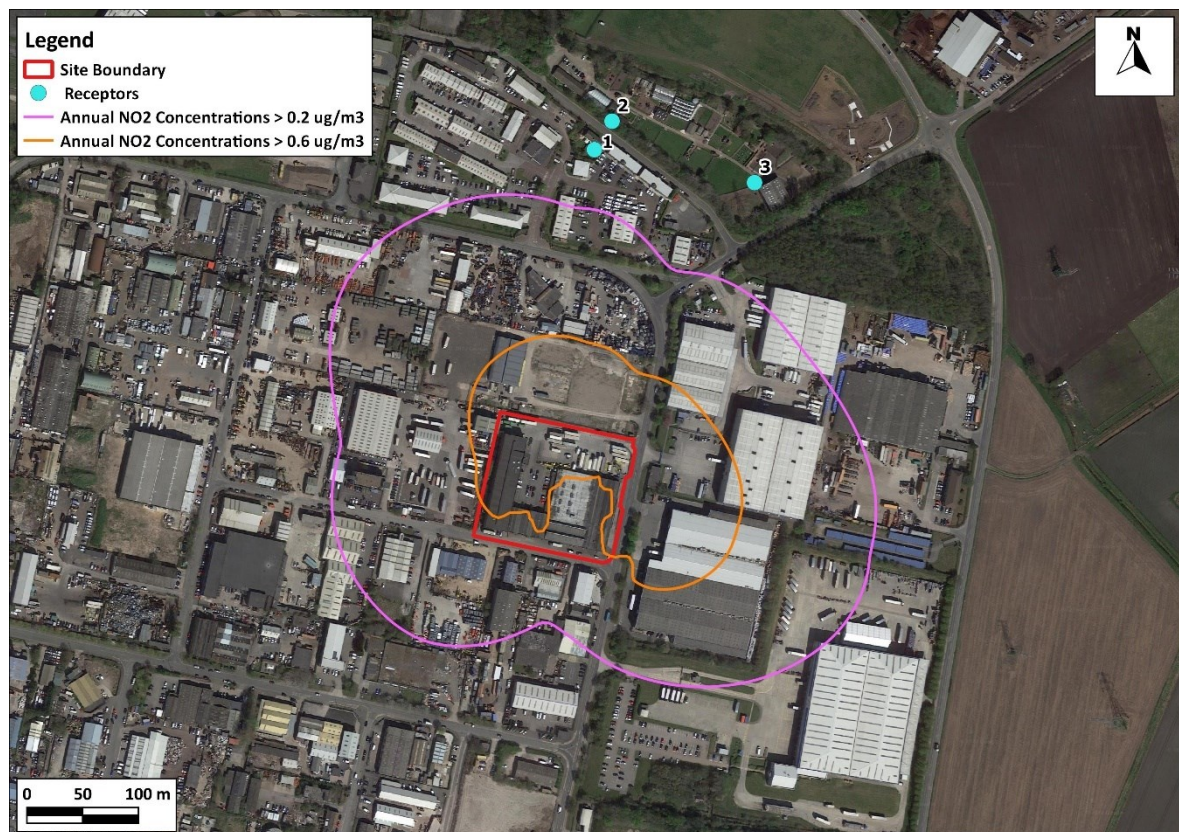 Legend
Site Boundary
Receptors
Annual NO2 Concentrations > 0.2 ug/m3
Annual NO2 Concentrations > 0.6 ug/m3
N
2
1
3
0 50 100 m